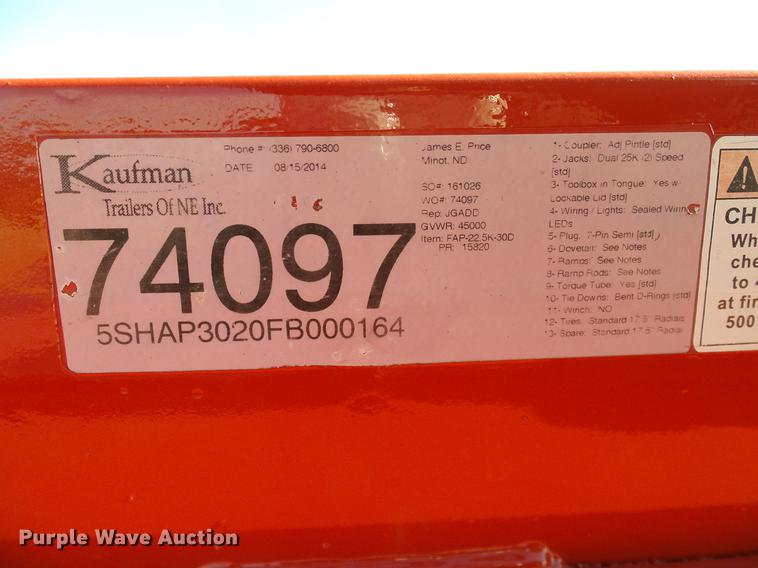 Kaufman
Trailers Of NE Inc.
Phone #: (336) 790-6800
DATE 08/15/2014
James E. Price
Minot, ND
SO#: 161026
WO#: 74097
Rep: JGADD
GVWR: 45000
Item: FAP-22.5K-30D
PR: 15820
74097
5SHAP3020FB000164
1- Coupler: Adj Pintle [std]
2- Jacks: Dual 25K (2) Speed
[std]
3- Toolbox in Tongue: Yes w
Lockable Lid [std]
4- Wiring / Lights: Sealed Wiring
LEDs
5- Plug: 7-Pin Semi [std]
6- Dovetail: See Notes
7- Ramps: See Notes
8- Ramp Rods: See Notes
9- Torque Tube: Yes [std]
10- Tie Downs: Bent D-Rings [std]
11- Winch: NO
12- Tires: Standard 17.5" Radials
13- Spare: Standard 17.5" Radial
CH
Wh
che
to
at fir
500
Purple Wave Auction